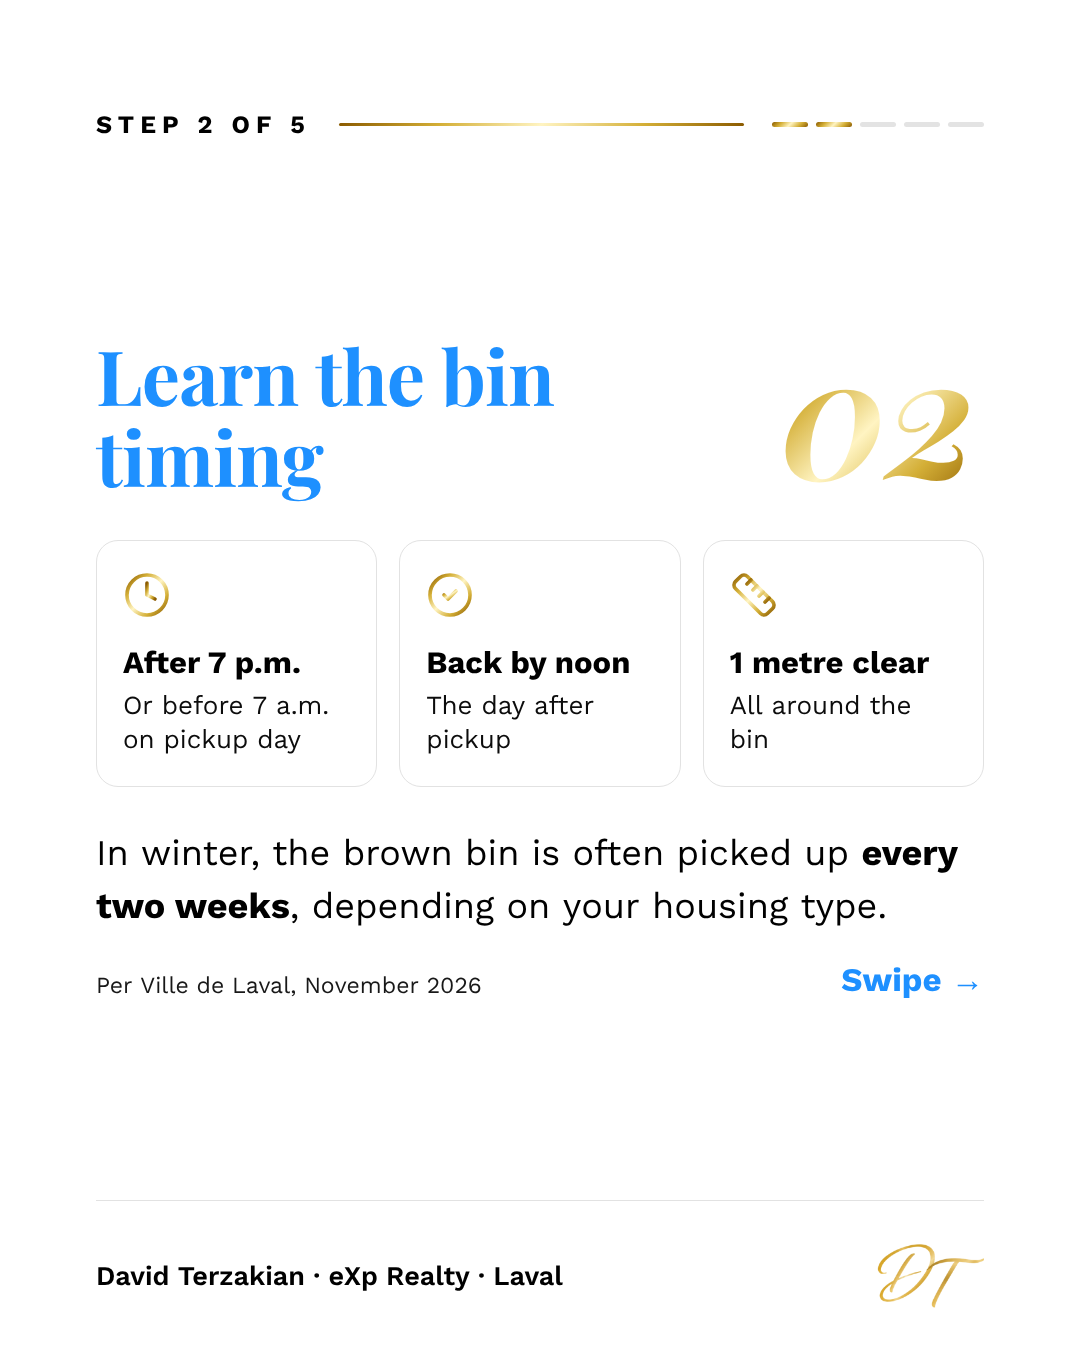 STEP 2 OF 5
Learn the bin
timing
02
After 7 p.m.
Or before 7 a.m.
on pickup day
Back by noon
The day after
pickup
1 metre clear
All around the
bin
In winter, the brown bin is often picked up every
two weeks, depending on your housing type.
Per Ville de Laval, November 2026
Swipe →
David Terzakian · eXp Realty · Laval
DT